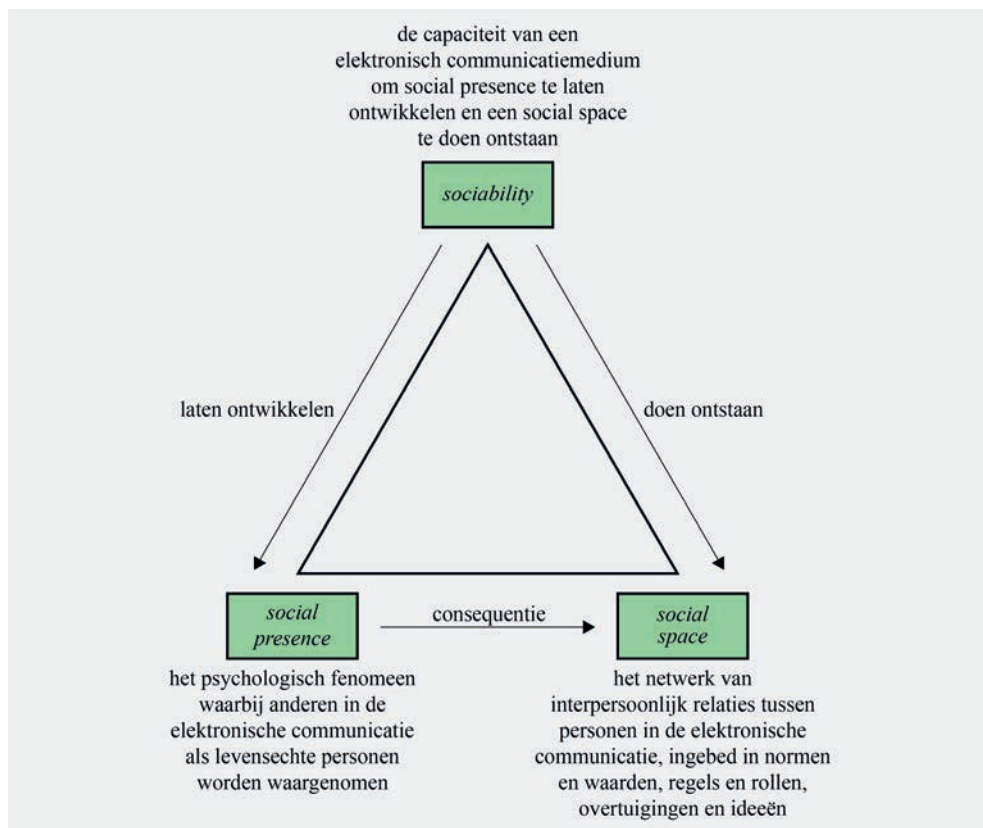 de capaciteit van een
elektronisch communicatiemedium
om social presence te laten
ontwikkelen en een social space
te doen ontstaan
sociability
laten ontwikkelen
doen ontstaan
social
presence
consequentie
social
space
het psychologisch fenomeen
waarbij anderen in de
elektronische communicatie
als levensechte personen
worden waargenomen
het netwerk van
interpersoonlijk relaties tussen
personen in de elektronische
communicatie, ingebed in normen
en waarden, regels en rollen,
overtuigingen en ideeën